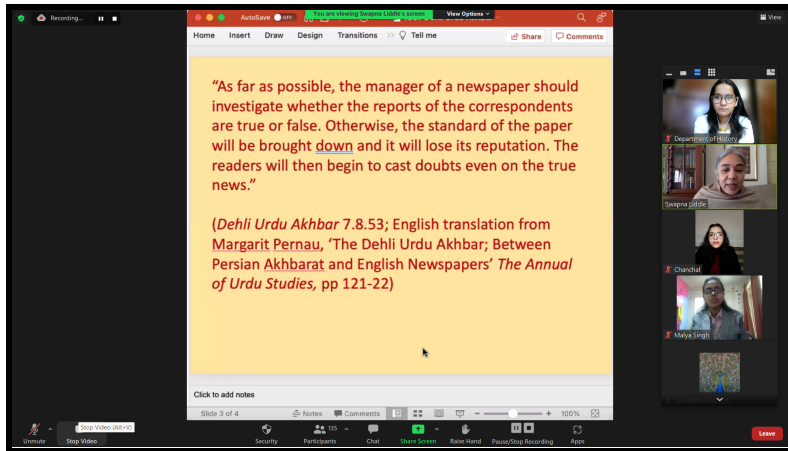 Recording...
AutoSave OFF
You are viewing Swapna Liddle's screen
View Options
View
Home Insert Draw Design Transitions >> Tell me
Share
Comments
“As far as possible, the manager of a newspaper should
investigate whether the reports of the correspondents
are true or false. Otherwise, the standard of the paper
will be brought down and it will lose its reputation. The
readers will then begin to cast doubts even on the true
news.”
(Dehli Urdu Akhbar 7.8.53; English translation from
Margarit Pernau, ‘The Dehli Urdu Akhbar; Between
Persian Akhbarat and English Newspapers’ The Annual
of Urdu Studies, pp 121-22)
Department of History
Swapna Liddle
Chanchal
Malya Singh
Click to add notes
Slide 3 of 4
Notes
Comments
100%
Stop Video (Alt+V)
Unmute
Stop Video
Security
125
Participants
Chat
Share Screen
Raise Hand
Pause/Stop Recording
Apps
Leave